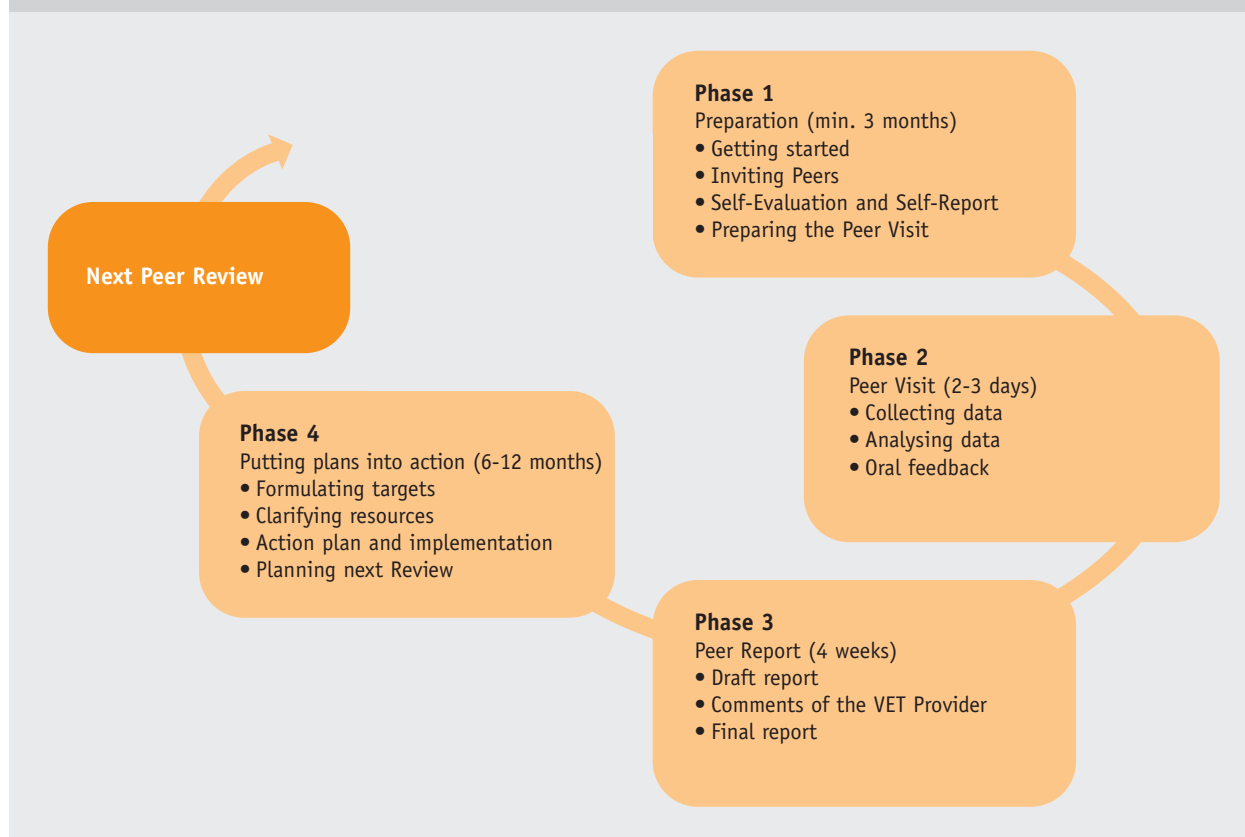 Phase 1
Preparation (min. 3 months)
• Getting started
• Inviting Peers
• Self-Evaluation and Self-Report
• Preparing the Peer Visit
Phase 2
Peer Visit (2-3 days)
• Collecting data
• Analysing data
• Oral feedback
Phase 3
Peer Report (4 weeks)
• Draft report
• Comments of the VET Provider
• Final report
Phase 4
Putting plans into action (6-12 months)
• Formulating targets
• Clarifying resources
• Action plan and implementation
• Planning next Review
Next Peer Review